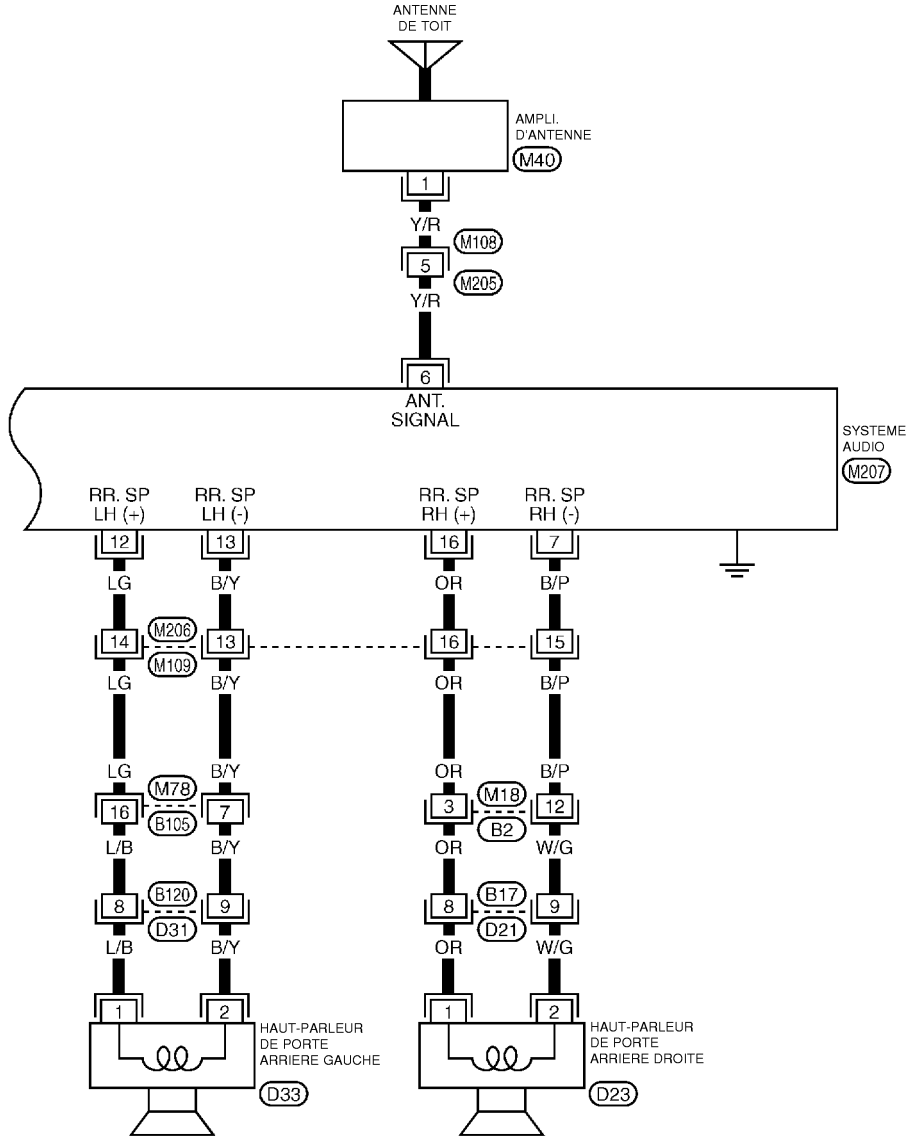 ANTENNE
DE TOIT
AMPLI.
D'ANTENNE
M40
1
Y/R
M108
5
M205
Y/R
6
ANT.
SIGNAL
SYSTEME
AUDIO
M207
RR. SP RR. SP RR. SP RR. SP
LH (+) LH (-) RH (+) RH (-)
12 13 16 7
LG B/Y OR B/P
M206
14 13 16 15
M109
LG B/Y OR B/P
LG B/Y OR B/P
M78 M18
16 7 3 12
B105 B2
L/B B/Y OR W/G
B120 B17
8 9 8 9
D31 D21
L/B B/Y OR W/G
1 2 1 2
HAUT-PARLEUR
DE PORTE
ARRIERE GAUCHE
D33
HAUT-PARLEUR
DE PORTE
ARRIERE DROITE
D23